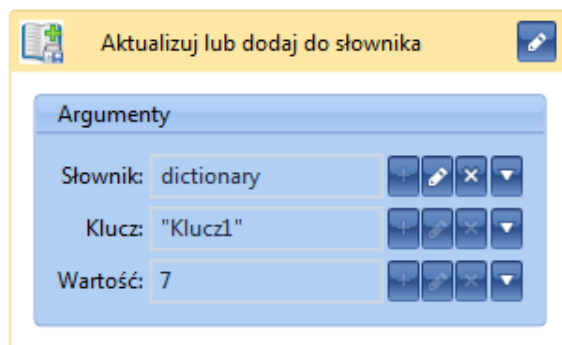 Aktualizuj lub dodaj do słownika
Argumenty
Słownik: dictionary
Klucz: "Klucz1"
Wartość: 7